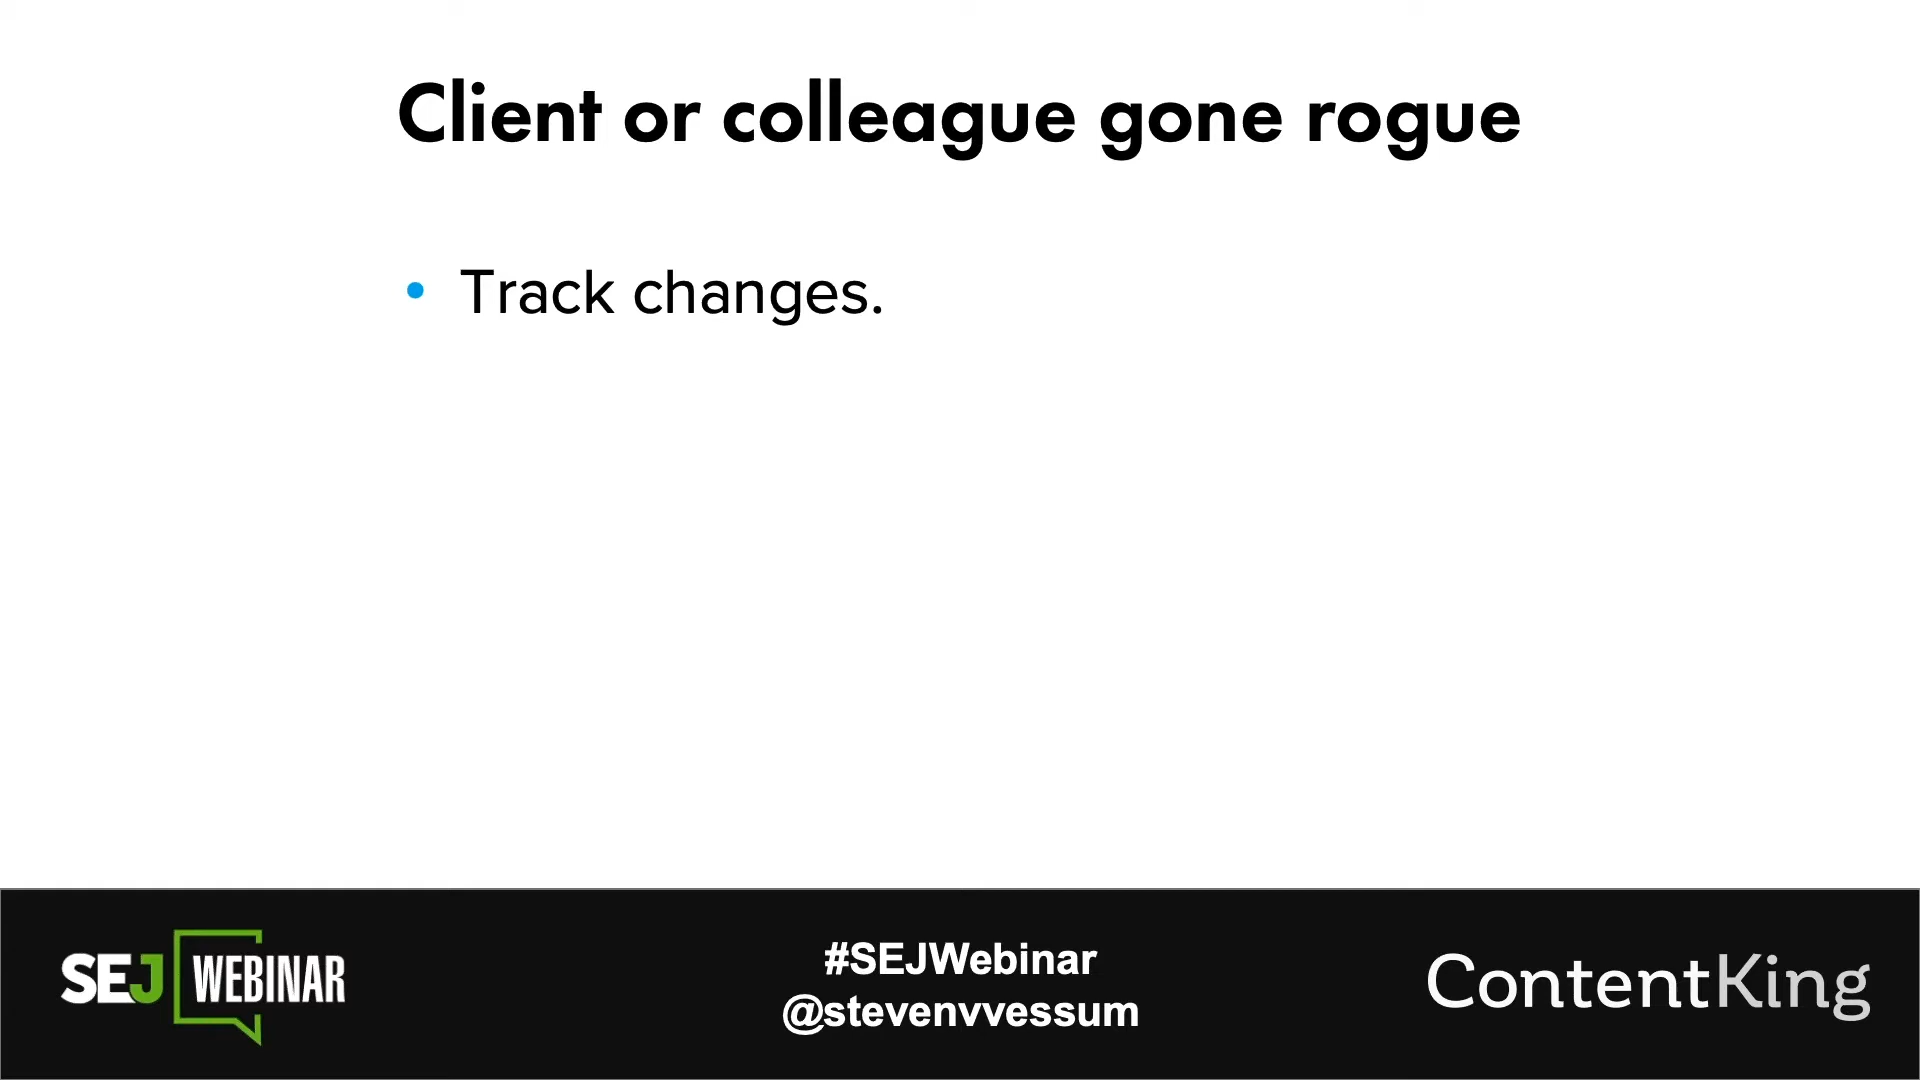 Client or colleague gone rogue
• Track changes.
SEJ WEBINAR
#SEJWebinar
@stevenvvessum
ContentKing